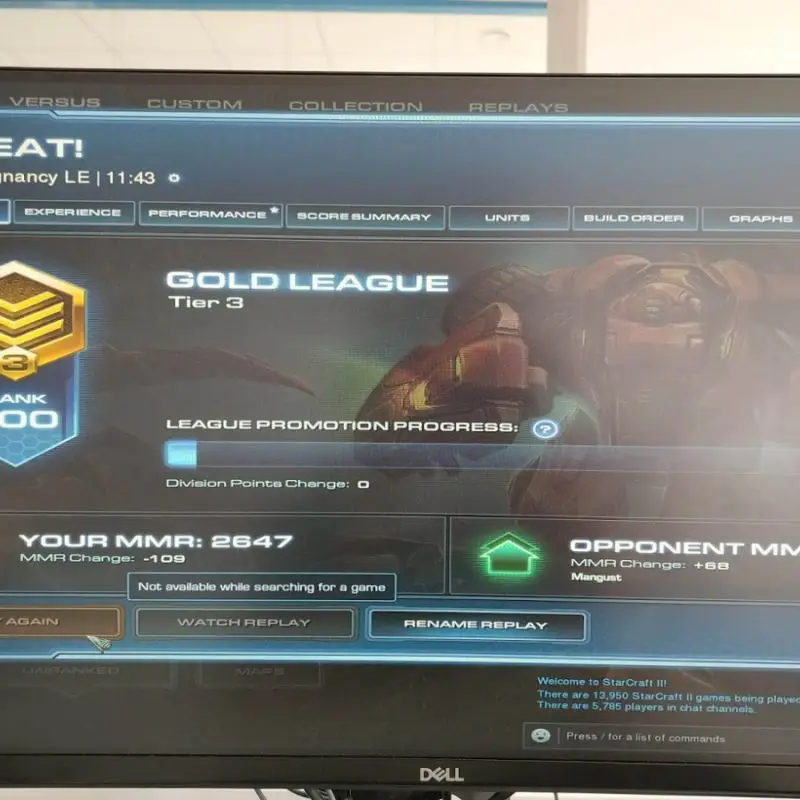 VERSUS CUSTOM COLLECTION REPLAYS
EAT!
gnancy LE | 11:43
EXPERIENCE PERFORMANCE SCORE SUMMARY UNITS BUILD ORDER GRAPHS
GOLD LEAGUE
Tier 3
3
ANK
00
LEAGUE PROMOTION PROGRESS: ?
Division Points Change: 0
YOUR MMR: 2647
MMR Change: -109
OPPONENT MM
MMR Change: +68
Mangust
Not available while searching for a game
AGAIN WATCH REPLAY RENAME REPLAY
UNRANKED MAPS
Welcome to StarCraft II!
There are 13,950 StarCraft II games being played
There are 5,785 players in chat channels.
Press / for a list of commands
DELL